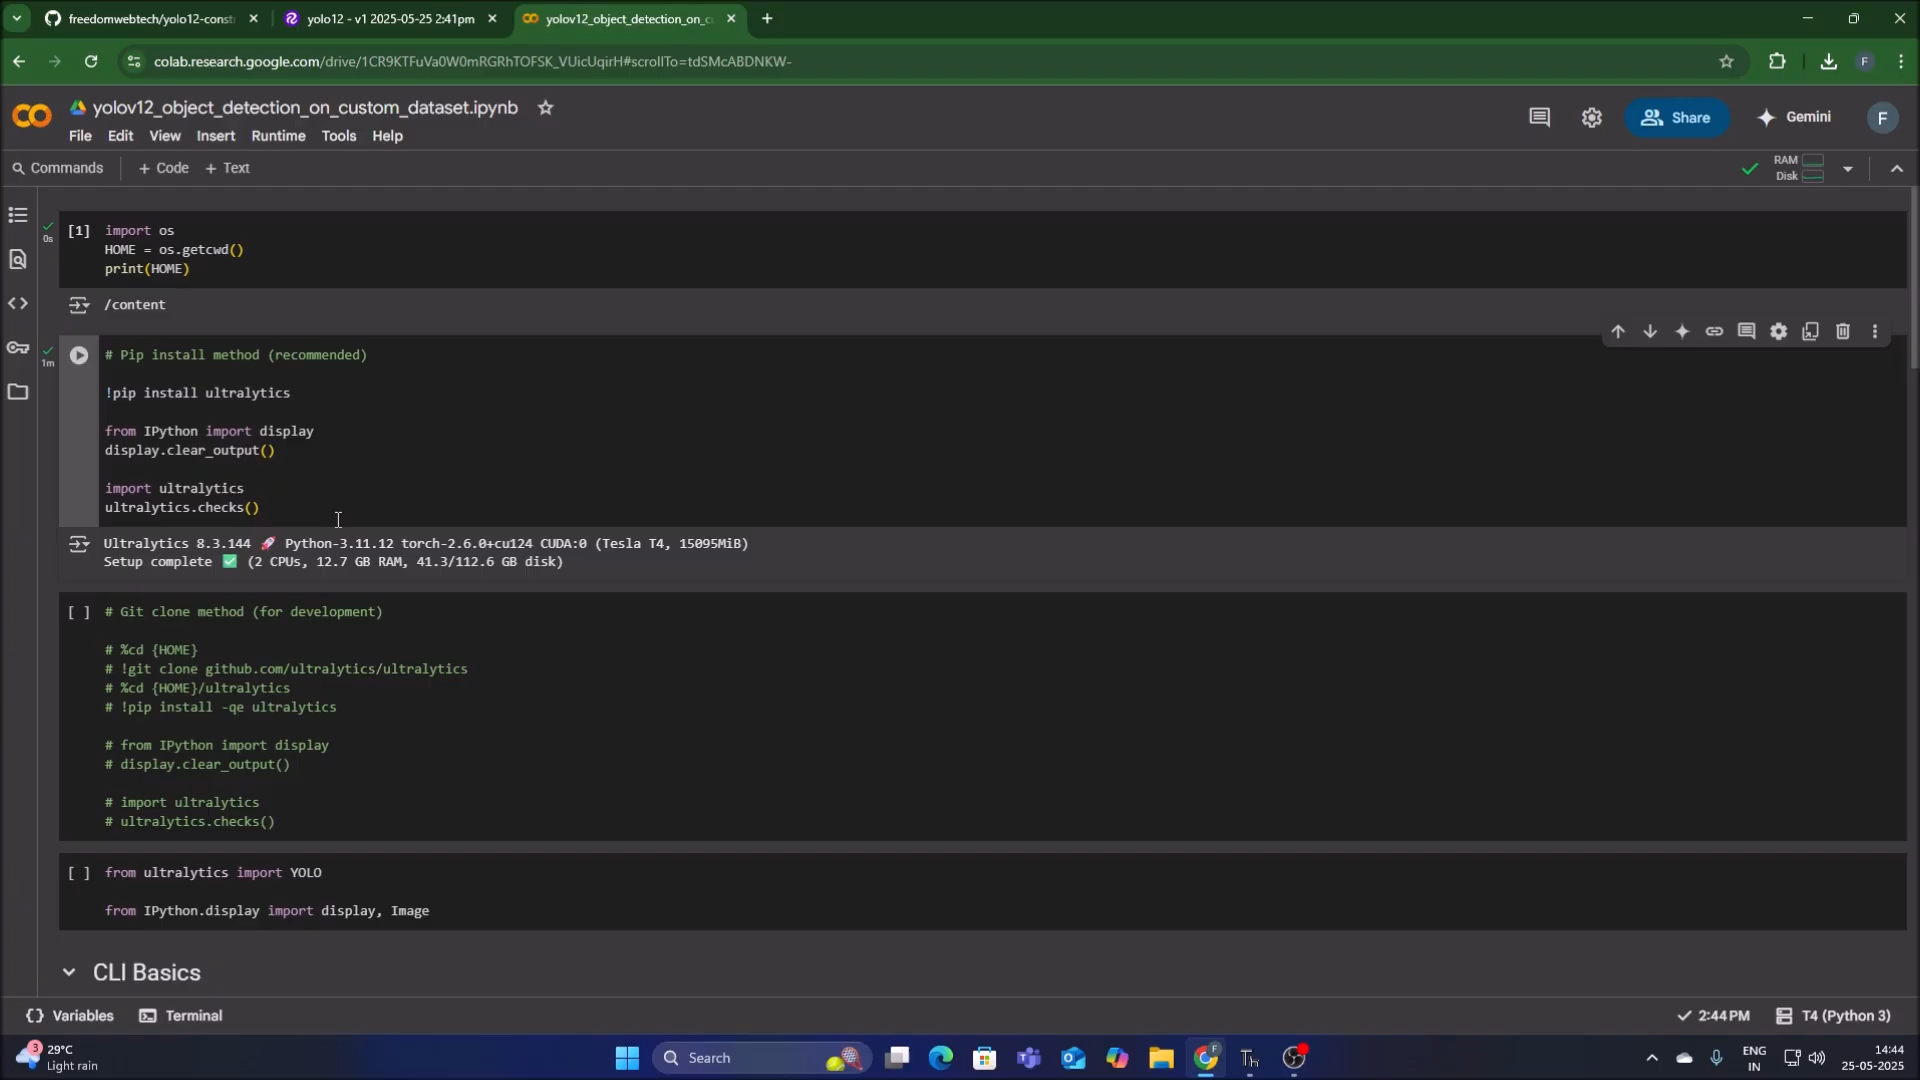 freedomwebtech/yolo12-const
yolo12 - v1 2025-05-25 2:41pm
yolov12_object_detection_on_c
colab.research.google.com/drive/1CR9KTFuVa0W0mRGRhTOFSK_VUicUqirH#scrollTo=tdSMcABDNKW-
F
CO
yolov12_object_detection_on_custom_dataset.ipynb
Share
Gemini
F
File Edit View Insert Runtime Tools Help
Commands + Code + Text
RAM
Disk
[1] import os
0s
HOME = os.getcwd()
print(HOME)
/content
1m
# Pip install method (recommended)
!pip install ultralytics
from IPython import display
display.clear_output()
import ultralytics
ultralytics.checks()
Ultralytics 8.3.144 🚀 Python-3.11.12 torch-2.6.0+cu124 CUDA:0 (Tesla T4, 15095MiB)
Setup complete ✅ (2 CPUs, 12.7 GB RAM, 41.3/112.6 GB disk)
[ ] # Git clone method (for development)
# %cd {HOME}
# !git clone github.com/ultralytics/ultralytics
# %cd {HOME}/ultralytics
# !pip install -qe ultralytics
# from IPython import display
# display.clear_output()
# import ultralytics
# ultralytics.checks()
[ ] from ultralytics import YOLO
from IPython.display import display, Image
CLI Basics
Variables Terminal
2:44 PM T4 (Python 3)
3
29°C
Light rain
Search
F
Th
ENG
IN
14:44
25-05-2025